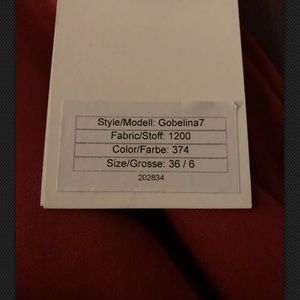 Style/Modell: Gobelina7
Fabric/Stoff: 1200
Color/Farbe: 374
Size/Grosse: 36 / 6
202834